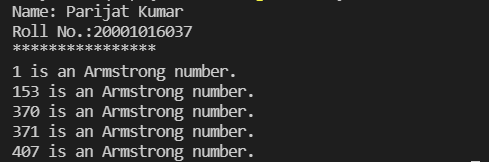 Name: Parijat Kumar
Roll No.:20001016037
****************
1 is an Armstrong number.
153 is an Armstrong number.
370 is an Armstrong number.
371 is an Armstrong number.
407 is an Armstrong number.